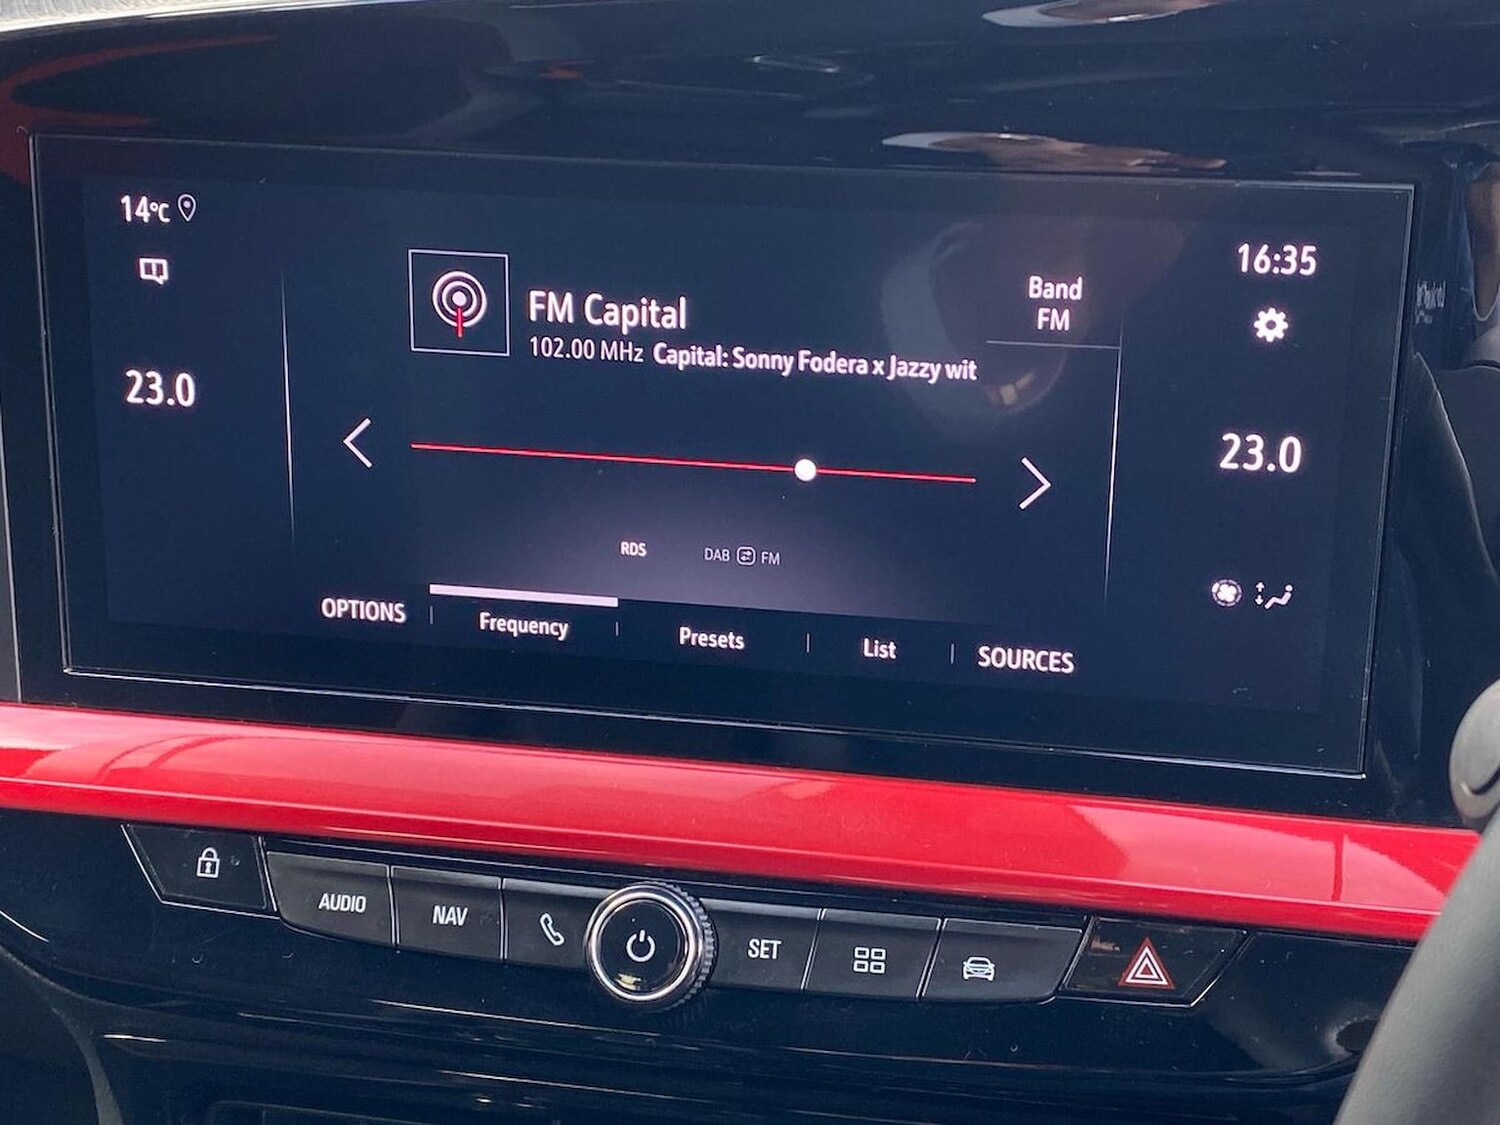 14°C
16:35
23.0
FM Capital
102.00 MHz Capital: Sonny Fodera x Jazzy wit
Band
FM
23.0
RDS
DAB FM
OPTIONS
Frequency
Presets
List
SOURCES
AUDIO
NAV
SET